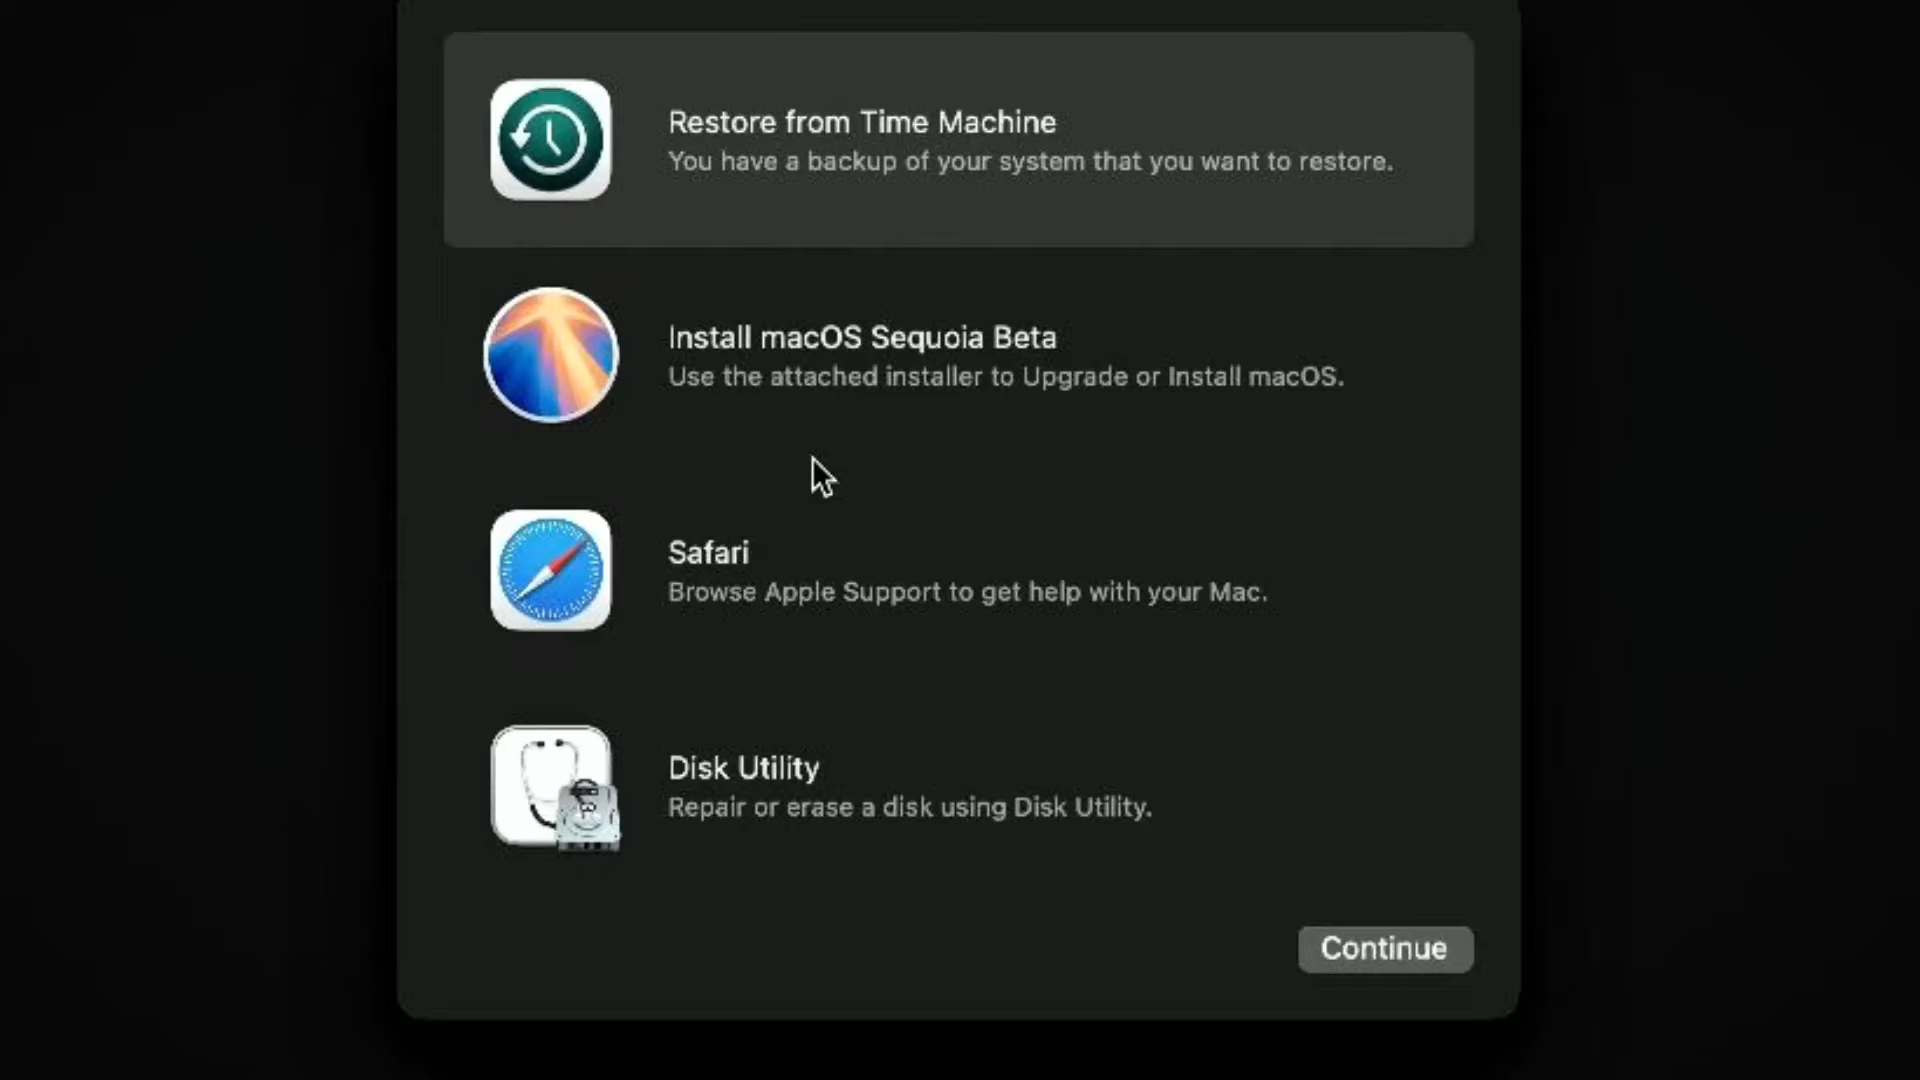 Restore from Time Machine
You have a backup of your system that you want to restore.
Install macOS Sequoia Beta
Use the attached installer to Upgrade or Install macOS.
Safari
Browse Apple Support to get help with your Mac.
Disk Utility
Repair or erase a disk using Disk Utility.
Continue